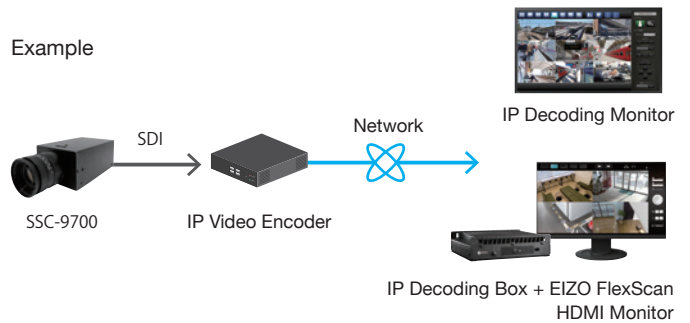 Example
IP Decoding Monitor
Network
SDI
SSC-9700
IP Video Encoder
IP Decoding Box + EIZO FlexScan
HDMI Monitor